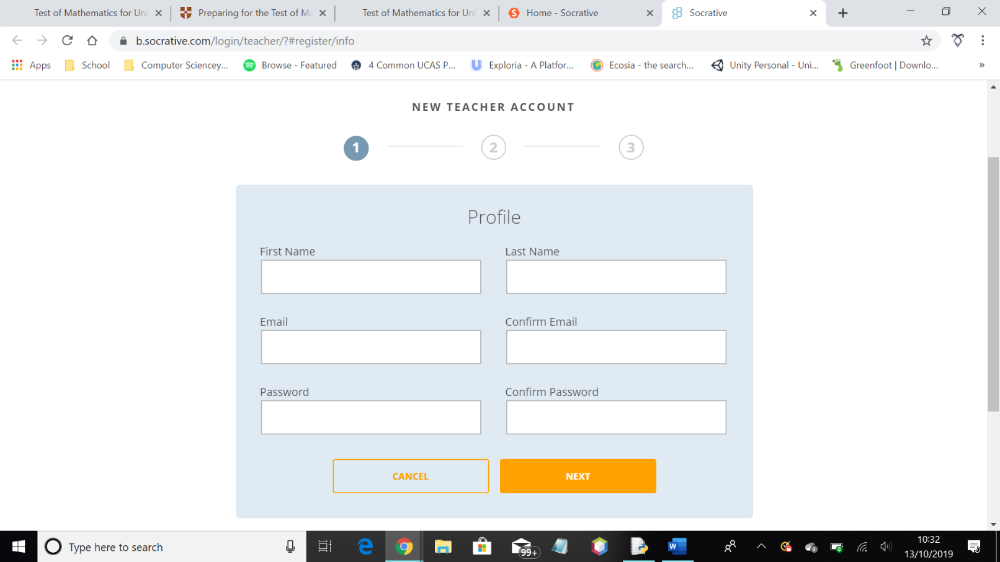 Test of Mathematics for Uni
Preparing for the Test of Ma
Test of Mathematics for Uni
Home - Socrative
Socrative
b.socrative.com/login/teacher/?#register/info
Apps
School
Computer Sciencey...
Browse - Featured
4 Common UCAS P...
Exploria - A Platfor...
Ecosia - the search...
Unity Personal - Uni...
Greenfoot | Downlo...
»
NEW TEACHER ACCOUNT
1
2
3
Profile
First Name
Last Name
Email
Confirm Email
Password
Confirm Password
CANCEL
NEXT
Type here to search
99+
10:32
13/10/2019